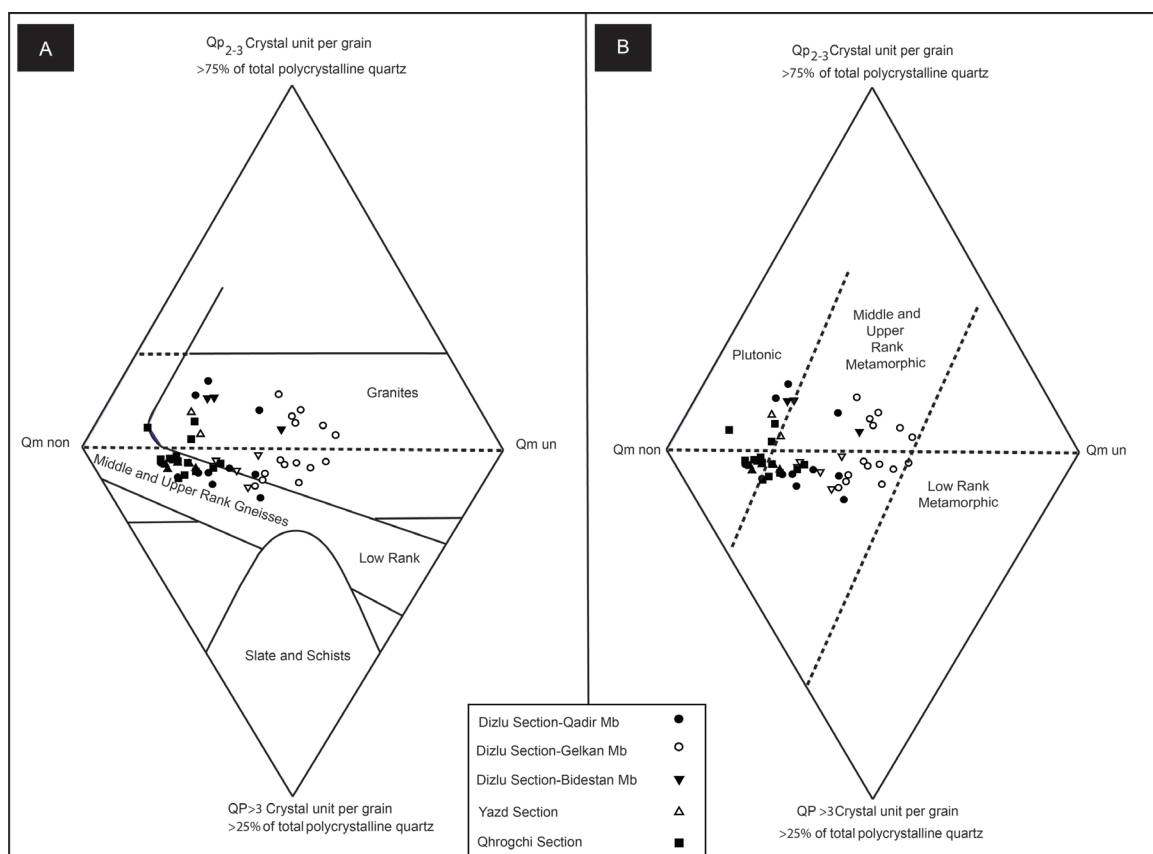 A
Qp2-3 Crystal unit per grain
>75% of total polycrystalline quartz
Granites
Qm non
Qm un
Middle and Upper Rank Gneisses
Low Rank
Slate and Schists
QP>3 Crystal unit per grain
>25% of total polycrystalline quartz
B
Qp2-3 Crystal unit per grain
>75% of total polycrystalline quartz
Middle and
Upper
Rank
Metamorphic
Plutonic
Qm non
Qm un
Low Rank
Metamorphic
QP >3Crystal unit per grain
>25% of total polycrystalline quartz
Dizlu Section-Qadir Mb
Dizlu Section-Gelkan Mb
Dizlu Section-Bidestan Mb
Yazd Section
Qhrogchi Section